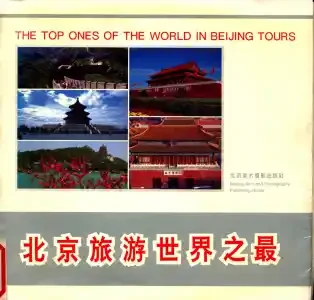 THE TOP ONES OF THE WORLD IN BEIJING TOURS
北京美术摄影出版社
Beijing Arts and Photography
Publishing House
北京旅游世界之最